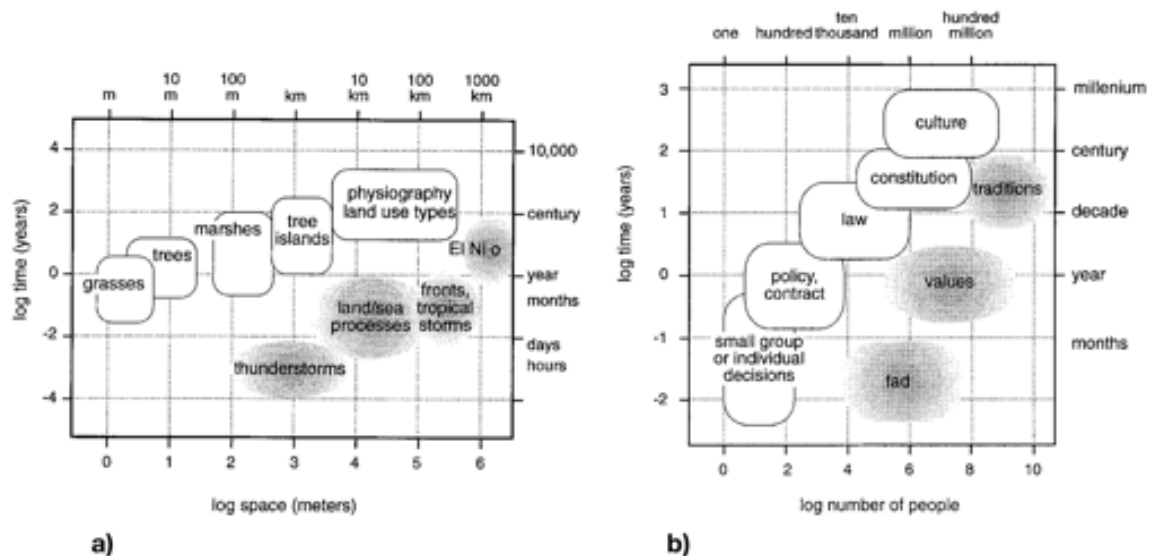 m
10
m
100
m
km
10
km
100
km
1000
km
4
2
0
-2
-4
log time (years)
10,000
century
year
months
days
hours
physiography
land use types
tree
islands
marshes
trees
grasses
El Ni o
fronts,
tropical
storms
land/sea
processes
thunderstorms
0 1 2 3 4 5 6
log space (meters)
a)
one
hundred
ten
thousand
million
hundred
million
3
2
1
0
-1
-2
log time (years)
millenium
century
decade
year
months
culture
constitution
traditions
law
policy,
contract
values
small group
or individual
decisions
fad
0 2 4 6 8 10
log number of people
b)